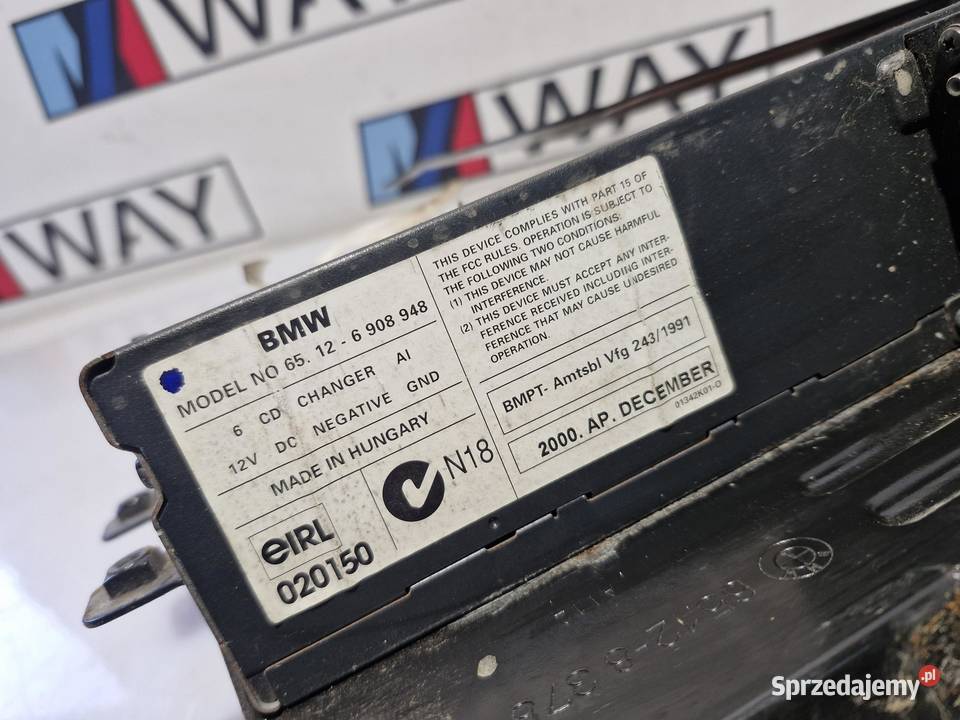 WAY
WAY
WAY
BMW
MODEL NO 65. 12 - 6 908 948
6 CD CHANGER AI
12V DC NEGATIVE GND
MADE IN HUNGARY
N18
eIRL
020150
THIS DEVICE COMPLIES WITH PART 15 OF
THE FCC RULES. OPERATION IS SUBJECT TO
THE FOLLOWING TWO CONDITIONS:
(1) THIS DEVICE MAY NOT CAUSE HARMFUL
INTERFERENCE.
(2) THIS DEVICE MUST ACCEPT ANY INTER-
FERENCE RECEIVED INCLUDING INTER-
FERENCE THAT MAY CAUSE UNDESIRED
OPERATION.
BMPT- Amtsbl Vfg 243/1991
2000. AP. DECEMBER
01342K01-D
Sprzedajemy.pl